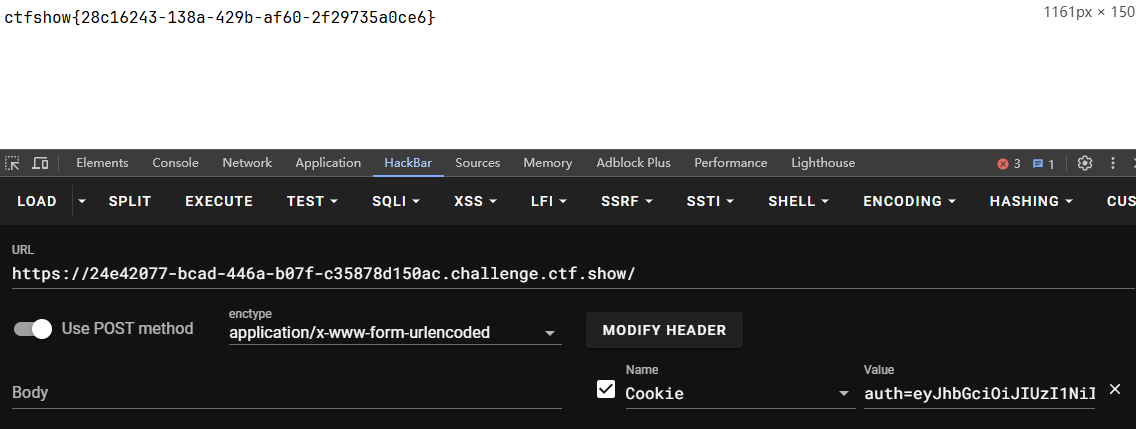 ctfshow{28c16243-138a-429b-af60-2f29735a0ce6}
1161px × 150
Elements Console Network Application HackBar Sources Memory Adblock Plus Performance Lighthouse 3 1
LOAD SPLIT EXECUTE TEST SQLI XSS LFI SSRF SSTI SHELL ENCODING HASHING CUS
URL
https://24e42077-bcad-446a-b07f-c35878d150ac.challenge.ctf.show/
Use POST method
enctype
application/x-www-form-urlencoded
MODIFY HEADER
Body
Name
Cookie
Value
auth=eyJhbGciOiJIUzI1NiI